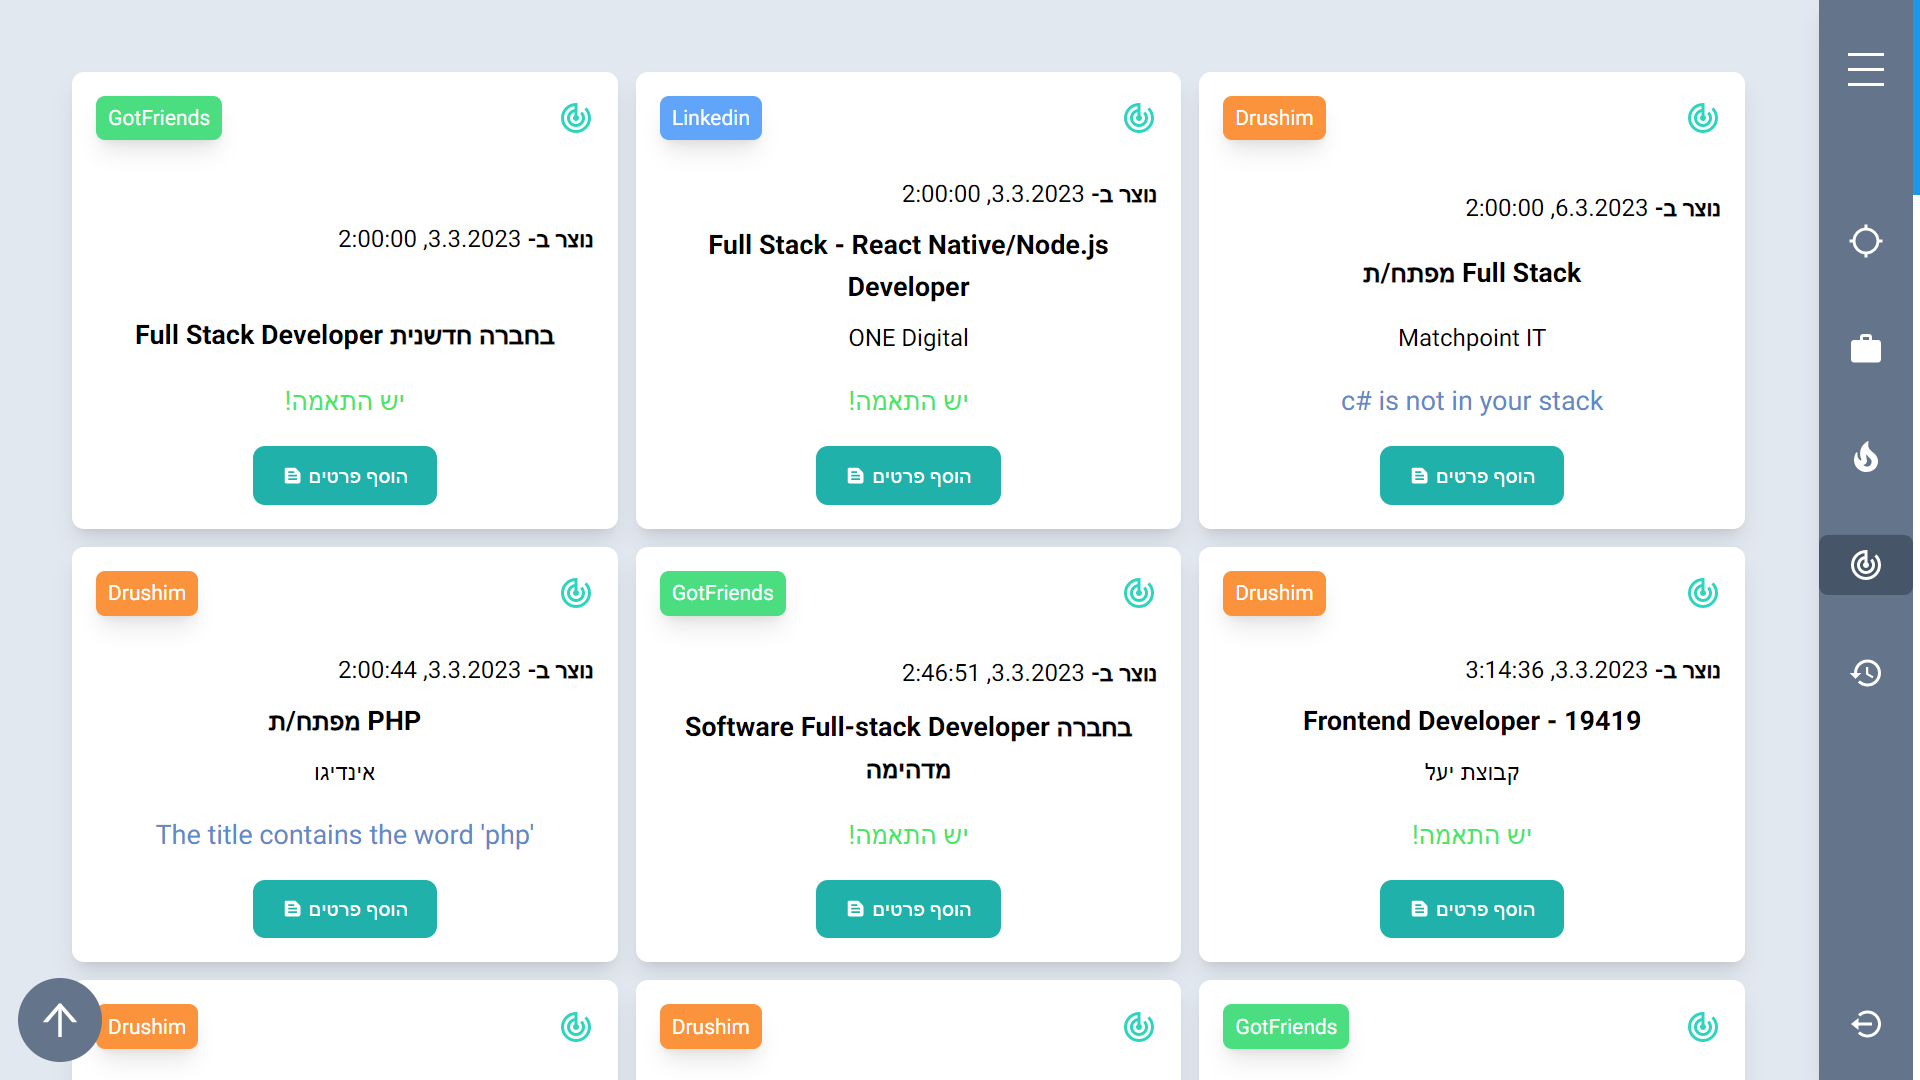 GotFriends
נוצר ב- 3.3.2023, 2:00:00
Full Stack Developer בחברה חדשנית
יש התאמה!
הוסף פרטים
Linkedin
נוצר ב- 3.3.2023, 2:00:00
Full Stack - React Native/Node.js
Developer
ONE Digital
יש התאמה!
הוסף פרטים
Drushim
נוצר ב- 6.3.2023, 2:00:00
מפתח/ת Full Stack
Matchpoint IT
c# is not in your stack
הוסף פרטים
Drushim
נוצר ב- 3.3.2023, 2:00:44
מפתח/ת PHP
אינדיגו
The title contains the word 'php'
הוסף פרטים
GotFriends
נוצר ב- 3.3.2023, 2:46:51
Software Full-stack Developer בחברה
מדהימה
יש התאמה!
הוסף פרטים
Drushim
נוצר ב- 3.3.2023, 3:14:36
Frontend Developer - 19419
קבוצת יעל
יש התאמה!
הוסף פרטים
Drushim
Drushim
GotFriends